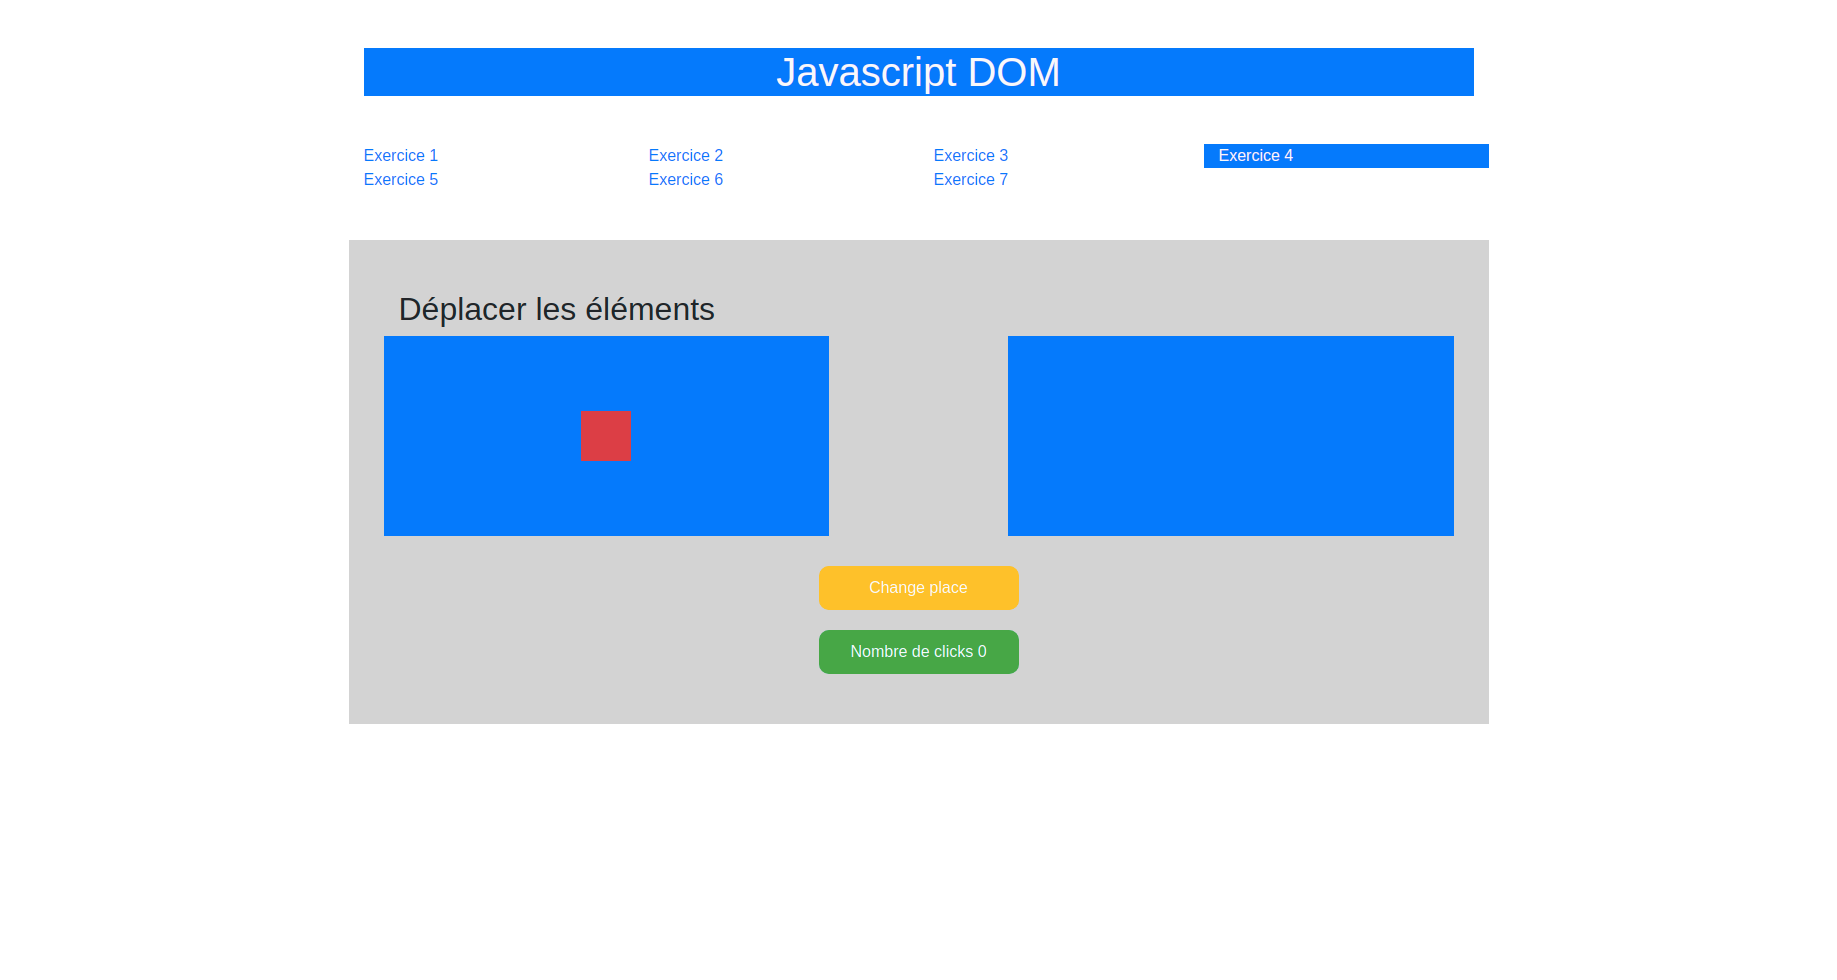 Javascript DOM
Exercice 1
Exercice 2
Exercice 3
Exercice 4
Exercice 5
Exercice 6
Exercice 7
Déplacer les éléments
Change place
Nombre de clicks 0